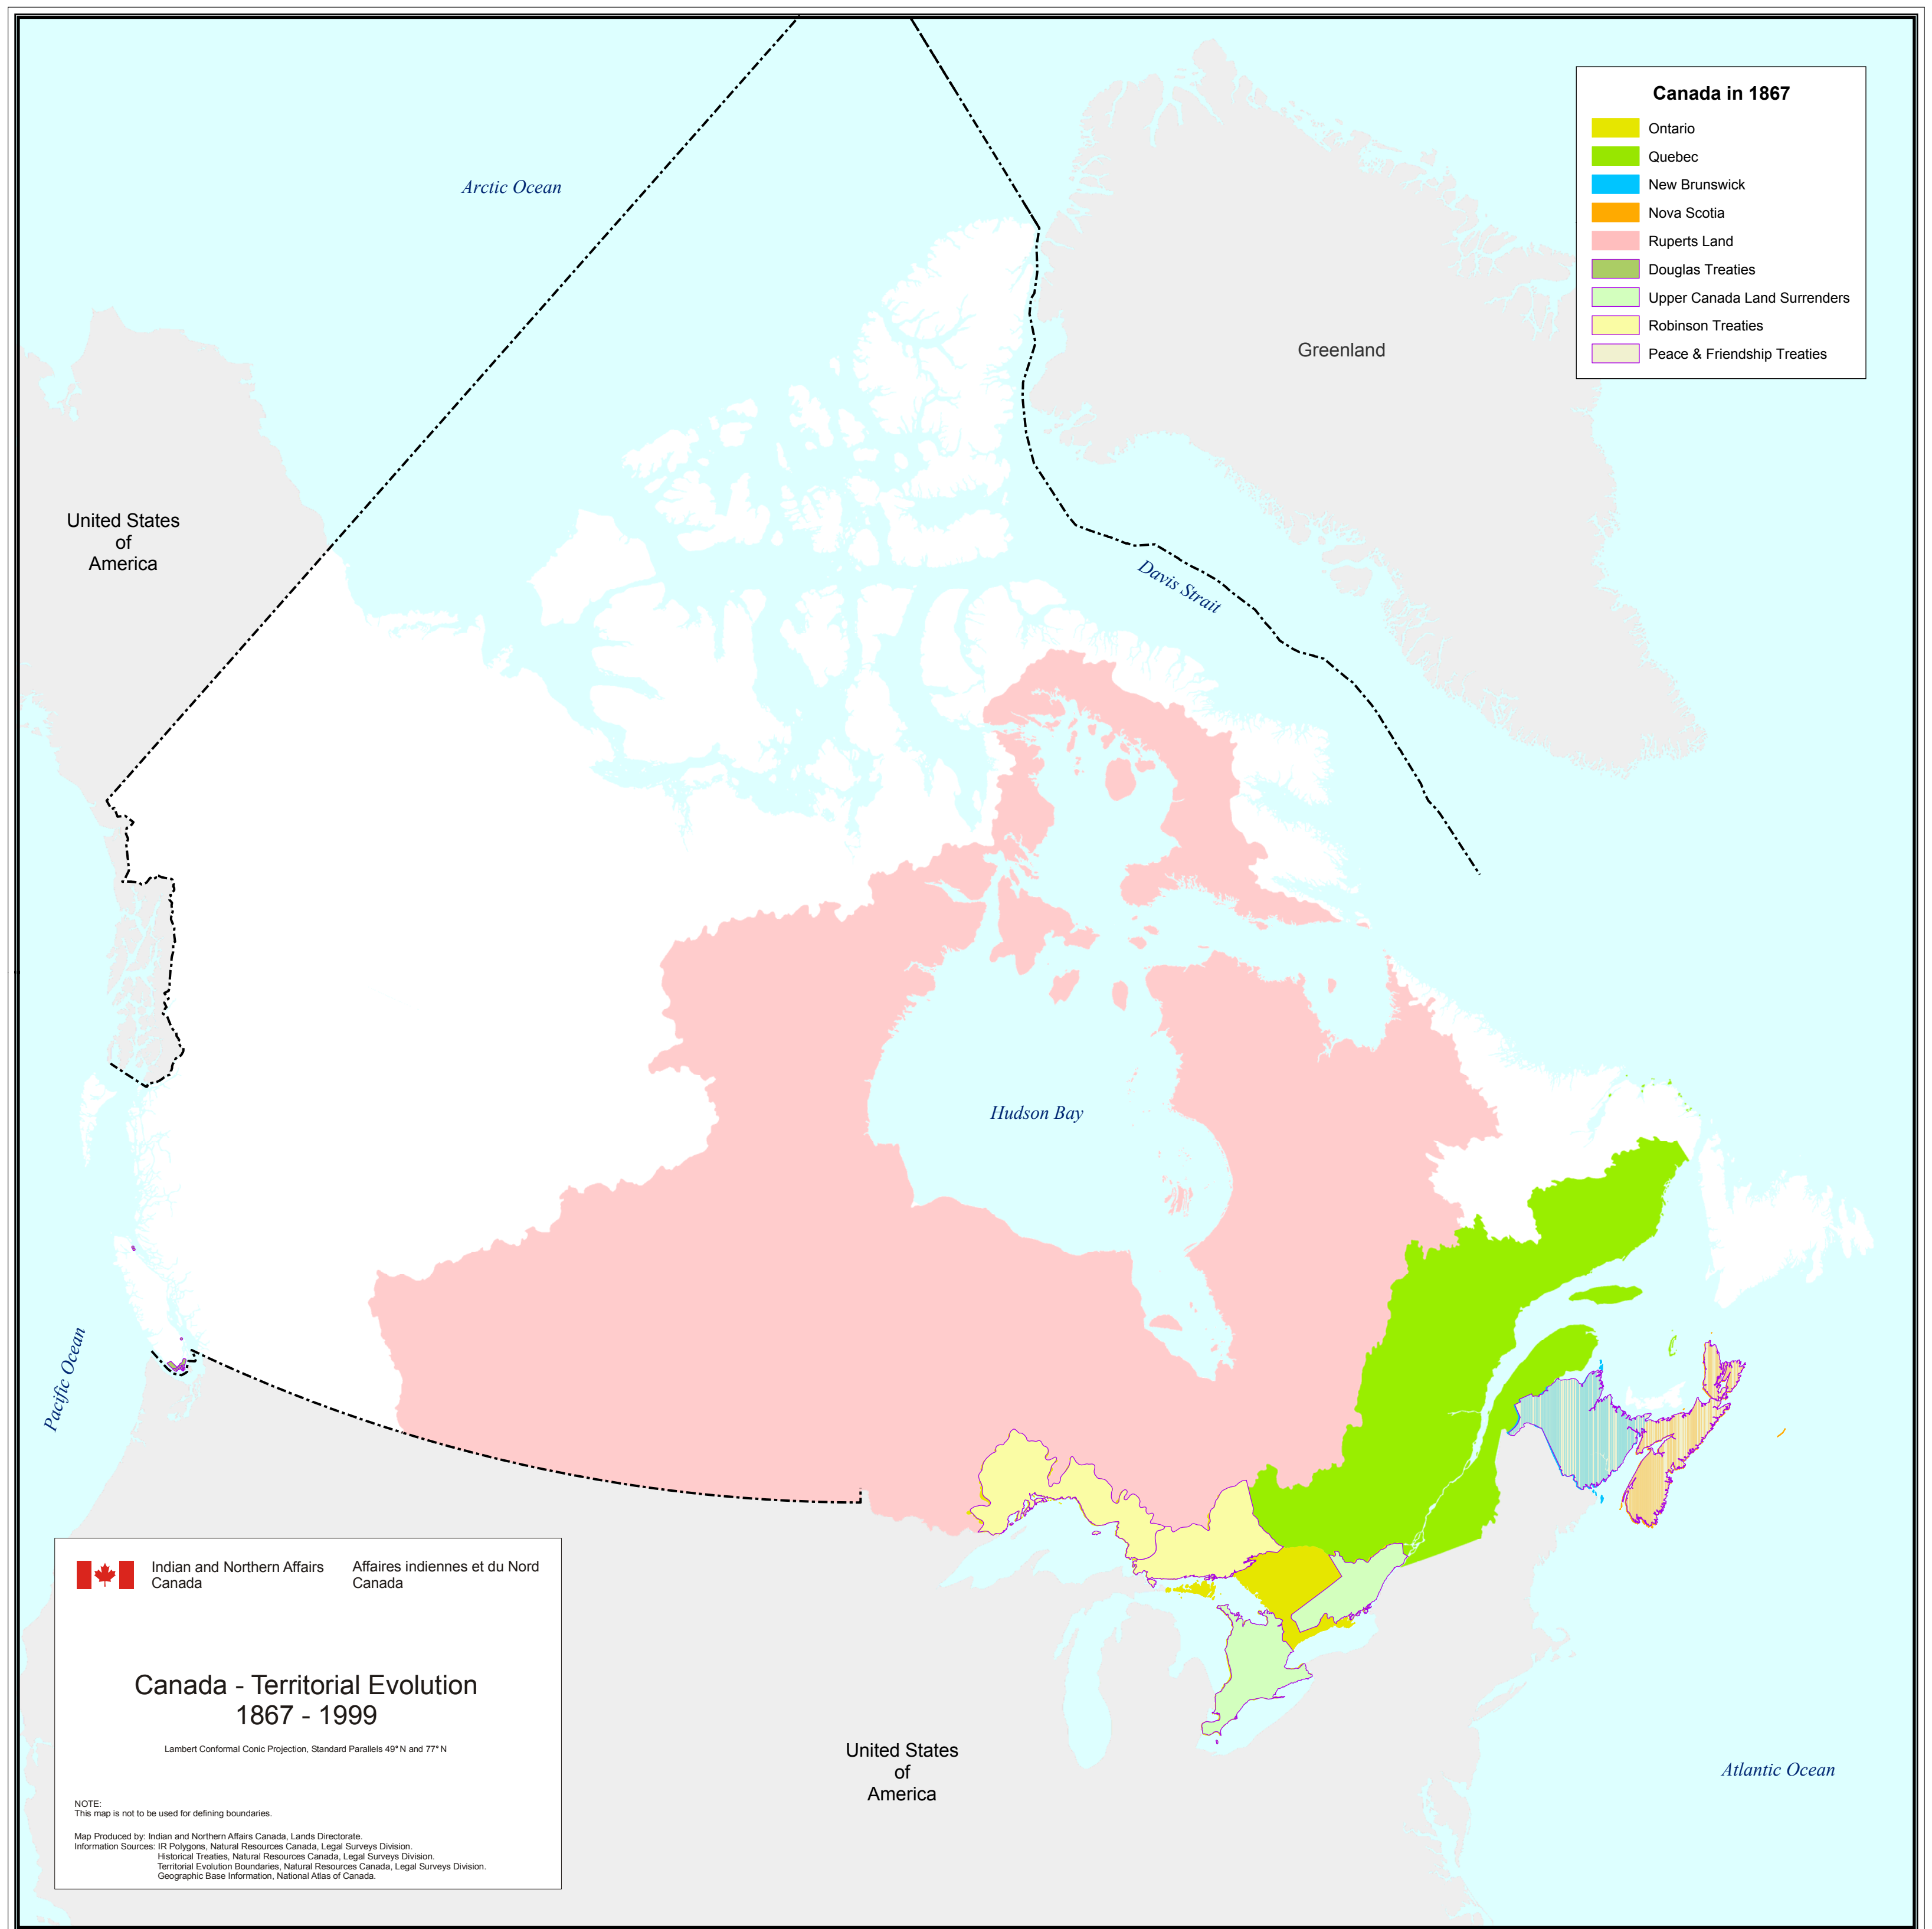 Canada in 1867
Ontario
Quebec
New Brunswick
Nova Scotia
Ruperts Land
Douglas Treaties
Upper Canada Land Surrenders
Robinson Treaties
Peace & Friendship Treaties
Arctic Ocean
Greenland
United States
of
America
Davis Strait
Hudson Bay
Pacific Ocean
United States
of
America
Atlantic Ocean
Indian and Northern Affairs
Canada
Affaires indiennes et du Nord
Canada
Canada - Territorial Evolution
1867 - 1999
Lambert Conformal Conic Projection, Standard Parallels 49° N and 77° N
NOTE:
This map is not to be used for defining boundaries.
Map Produced by: Indian and Northern Affairs Canada, Lands Directorate.
Information Sources: IR Polygons, Natural Resources Canada, Legal Surveys Division.
Historical Treaties, Natural Resources Canada, Legal Surveys Division.
Territorial Evolution Boundaries, Natural Resources Canada, Legal Surveys Division.
Geographic Base Information, National Atlas of Canada.